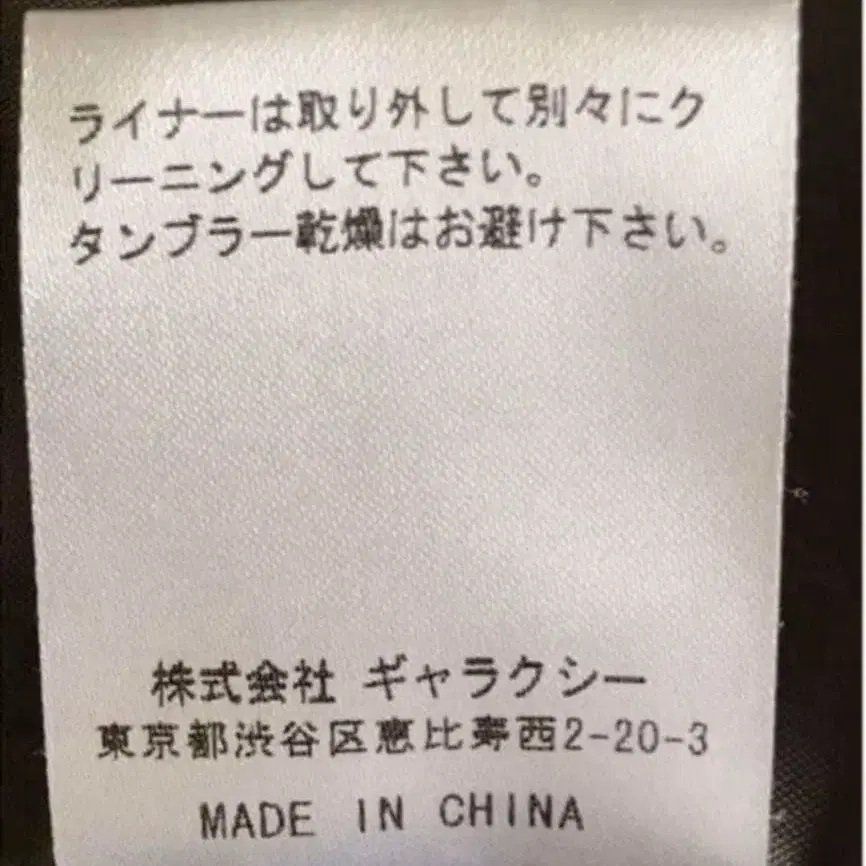 ライナーは取り外して別々にク
リーニングして下さい。
タンブラー乾燥はお避け下さい。
株式会社 ギャラクシー
東京都渋谷区恵比寿西2-20-3
MADE IN CHINA